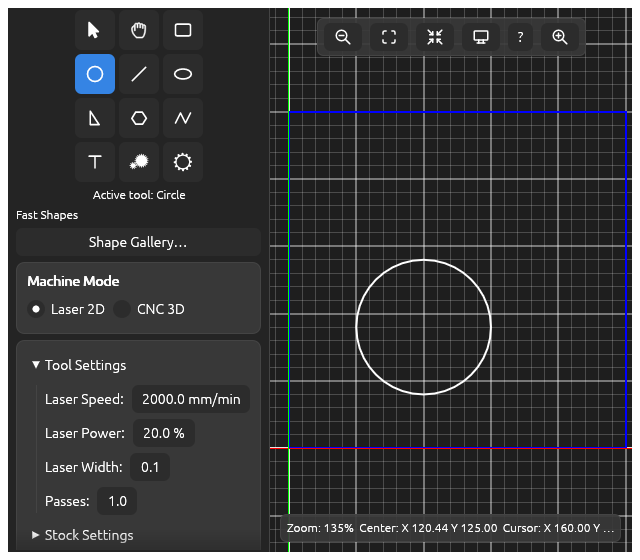 ?
T
Active tool: Circle
Fast Shapes
Shape Gallery...
Machine Mode
Laser 2D
CNC 3D
Tool Settings
Laser Speed: 2000.0 mm/min
Laser Power: 20.0 %
Laser Width: 0.1
Passes: 1.0
Stock Settings
Zoom: 135% Center: X 120.44 Y 125.00 Cursor: X 160.00 Y ...